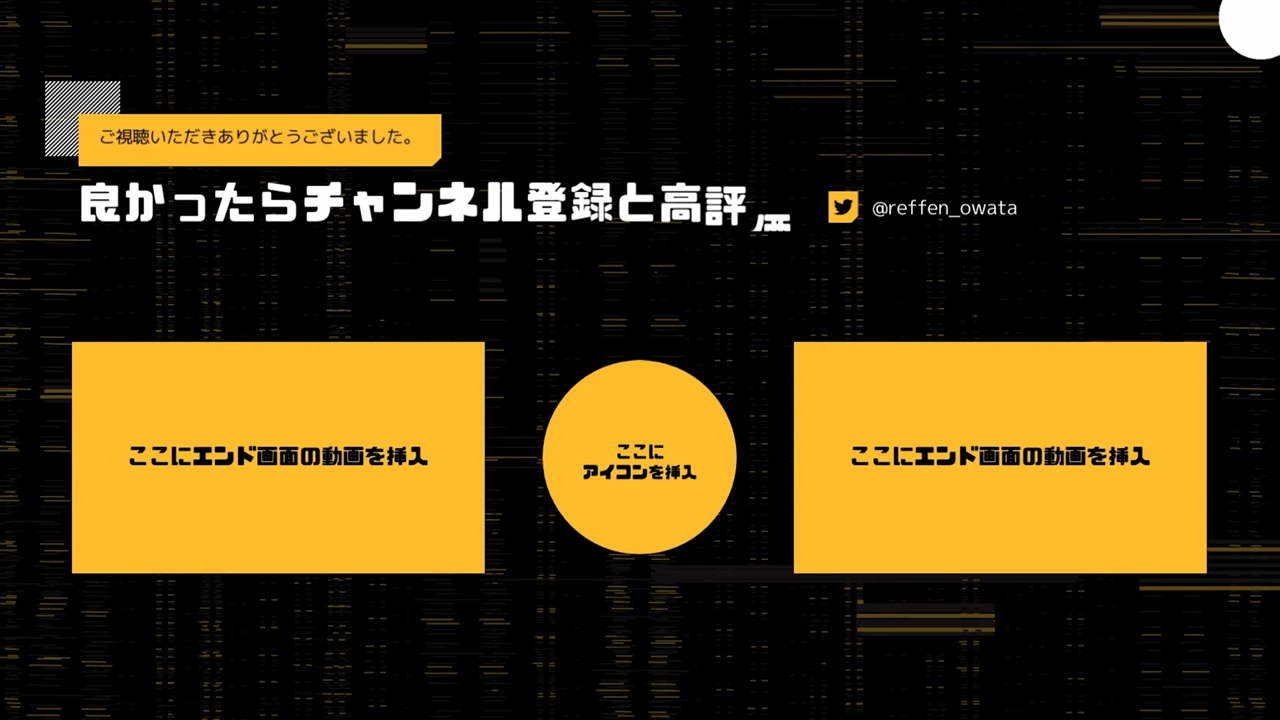 ご視聴いただきありがとうございました。
良かったらチャンネル登録と高評
@reffen_owata
ここにエンド画面の動画を挿入
ここに
アイコンを挿入
ここにエンド画面の動画を挿入